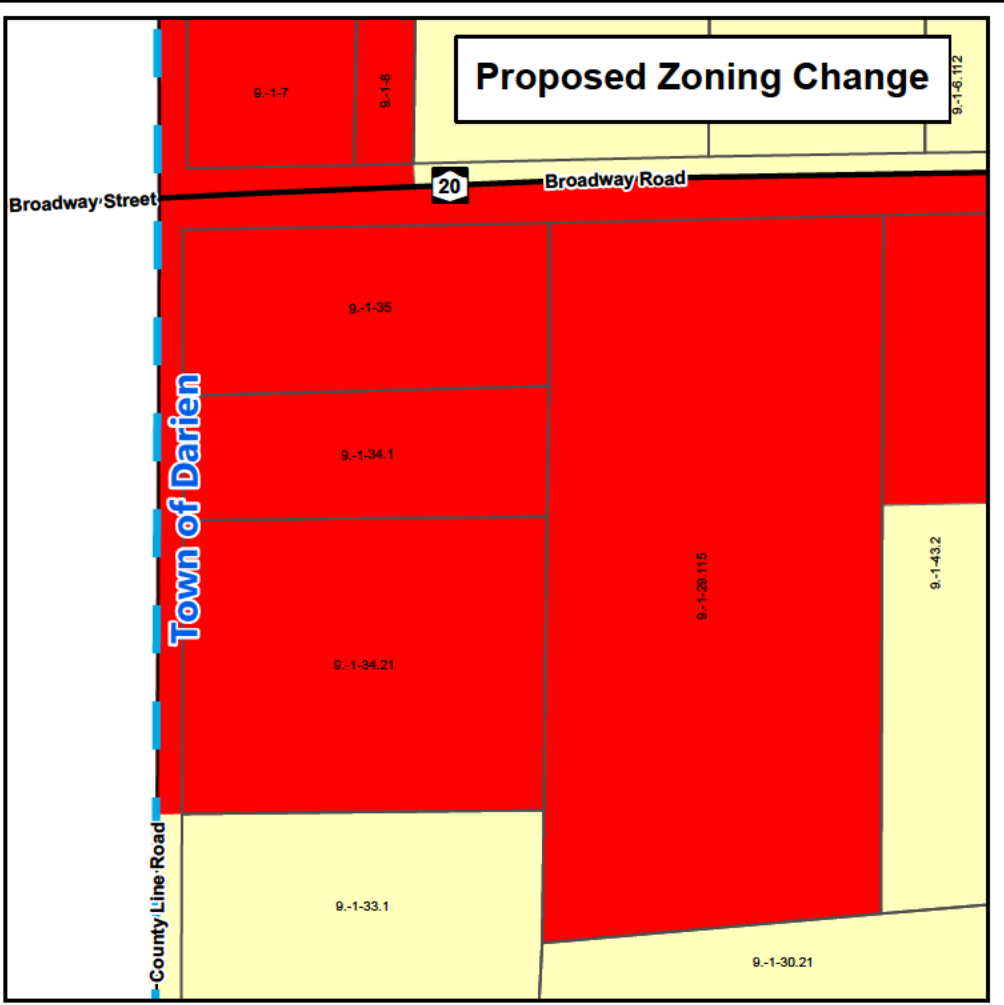 Proposed Zoning Change
9.-1-7
9.-1-8
9.-1-6.112
Broadway Street
20
Broadway Road
9.-1-35
9.-1-34.1
Town of Darien
9.-1-29.115
9.-1-43.2
9.-1-34.21
County Line Road
9.-1-33.1
9.-1-30.21